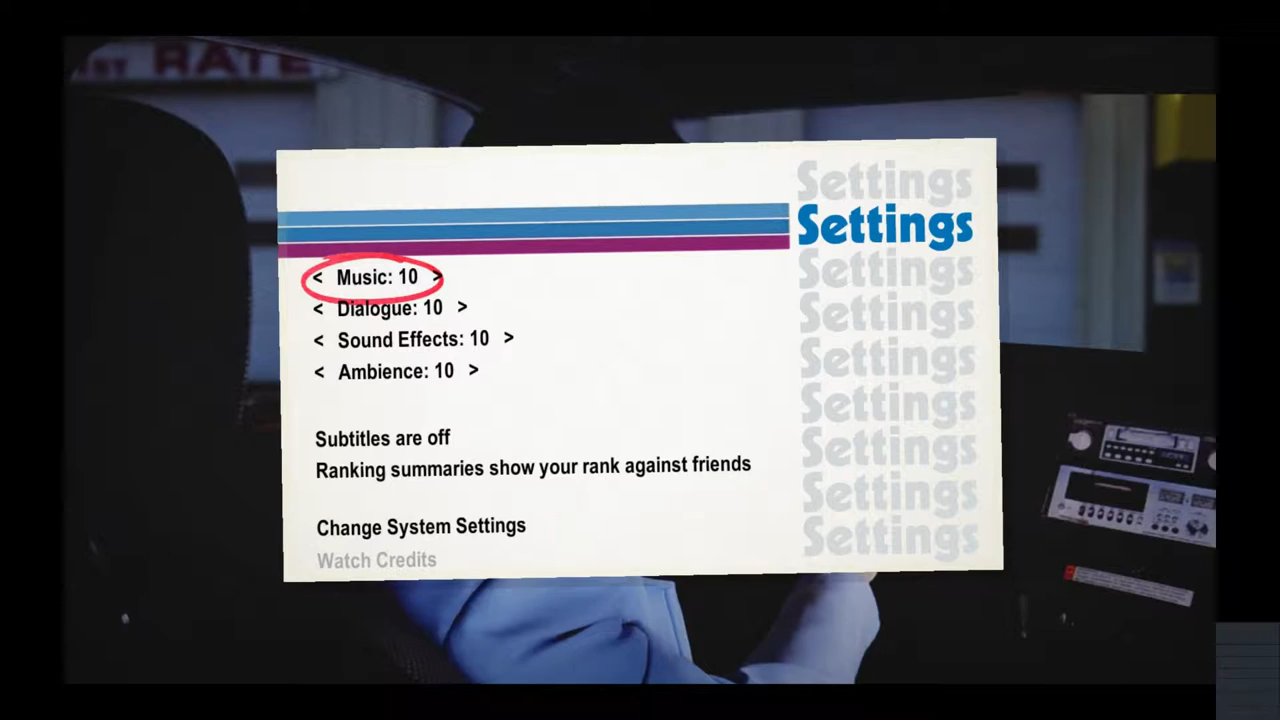 RATE
Settings
Settings
< Music: 10 >
Settings
< Dialogue: 10 >
Settings
< Sound Effects: 10 >
Settings
< Ambience: 10 >
Settings
Subtitles are off
Settings
Ranking summaries show your rank against friends
Settings
Change System Settings
Settings
Watch Credits